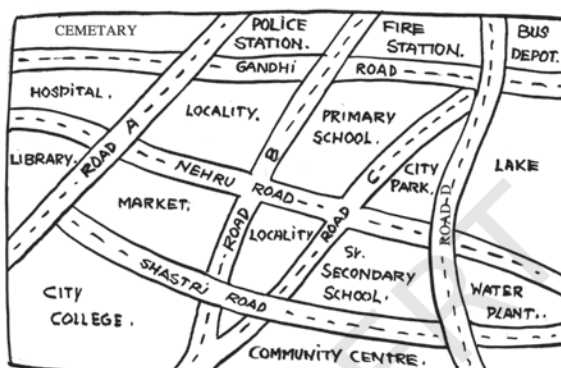 CEMETARY
POLICE
STATION.
FIRE
STATION.
BUS
DEPOT.
GANDHI ROAD
HOSPITAL.
LOCALITY.
PRIMARY
SCHOOL.
ROAD A
ROAD B
ROAD C
ROAD D
LIBRARY.
NEHRU ROAD
CITY
PARK.
LAKE
MARKET.
LOCALITY
Sr.
SECONDARY
SCHOOL.
SHASTRI ROAD
WATER
PLANT.
CITY
COLLEGE.
COMMUNITY CENTRE.